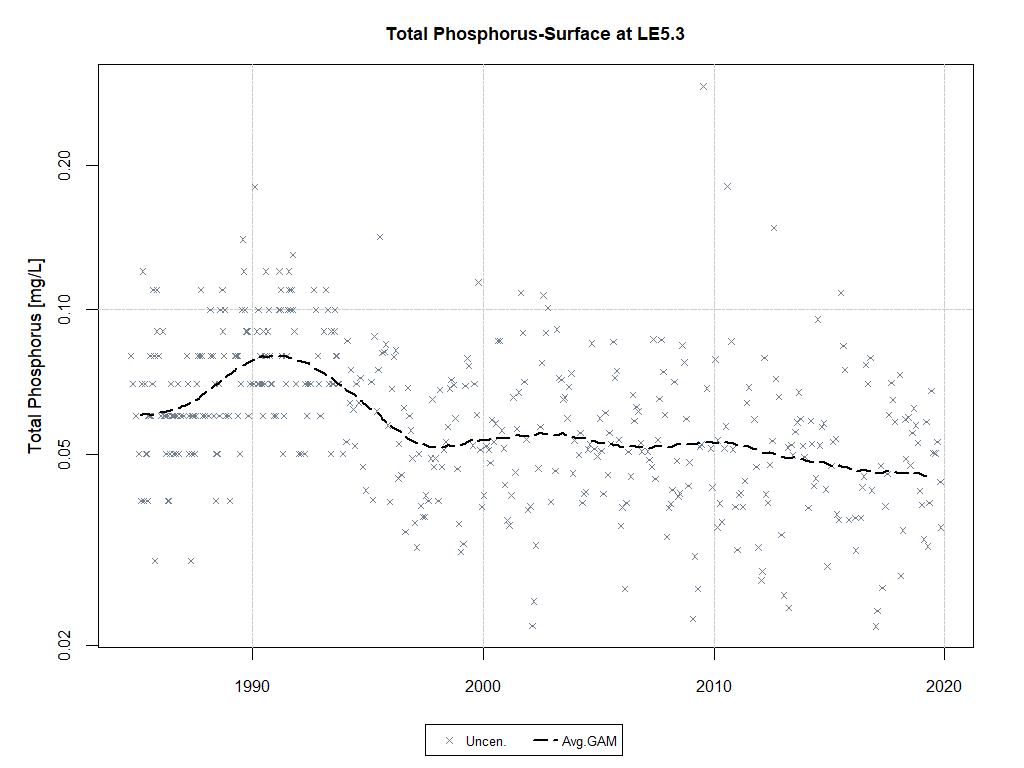 Total Phosphorus-Surface at LE5.3
Total Phosphorus [mg/L]
0.20
0.10
0.05
0.02
1990 2000 2010 2020
Uncen. Avg.GAM